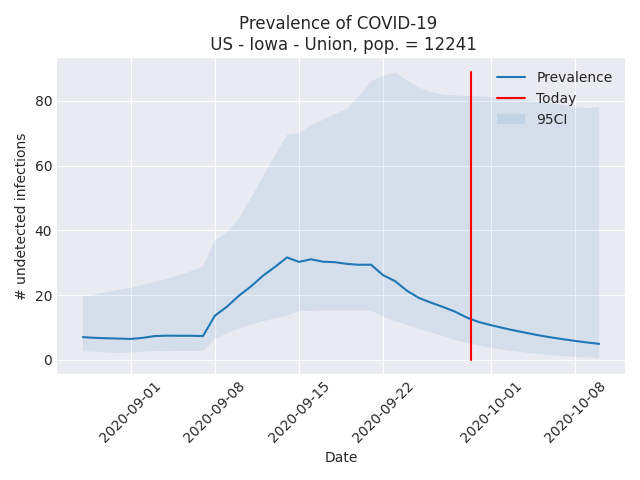 Prevalence of COVID-19
US - Iowa - Union, pop. = 12241
Prevalence
Today
95CI
# undetected infections
80
60
40
20
0
2020-09-01
2020-09-08
2020-09-15
2020-09-22
2020-10-01
2020-10-08
Date